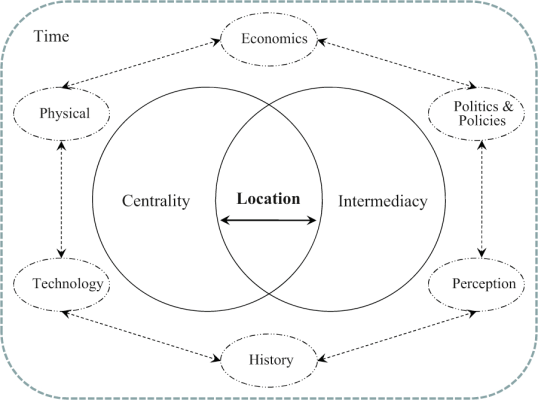 Time
Economics
Physical
Politics &
Policies
Centrality
Location
Intermediacy
Technology
Perception
History